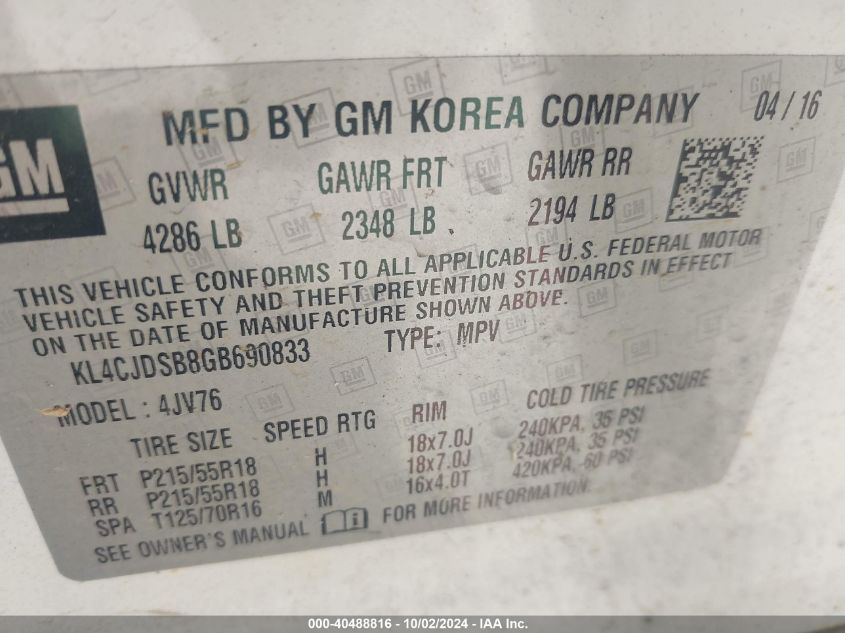 GM
MFD BY GM KOREA COMPANY 04/16
GVWR GAWR FRT GAWR RR
4286 LB 2348 LB 2194 LB
THIS VEHICLE CONFORMS TO ALL APPLICABLE U.S. FEDERAL MOTOR
VEHICLE SAFETY AND THEFT PREVENTION STANDARDS IN EFFECT
ON THE DATE OF MANUFACTURE SHOWN ABOVE.
KL4CJDSB8GB690833 TYPE: MPV
MODEL: 4JV76
TIRE SIZE SPEED RTG RIM COLD TIRE PRESSURE
FRT P215/55R18 H 18x7.0J 240KPA, 35 PSI
RR P215/55R18 H 18x7.0J 240KPA, 35 PSI
SPA T125/70R16 M 16x4.0T 420KPA, 60 PSI
SEE OWNER'S MANUAL FOR MORE INFORMATION.
000-40488816 - 10/02/2024 - IAA Inc.